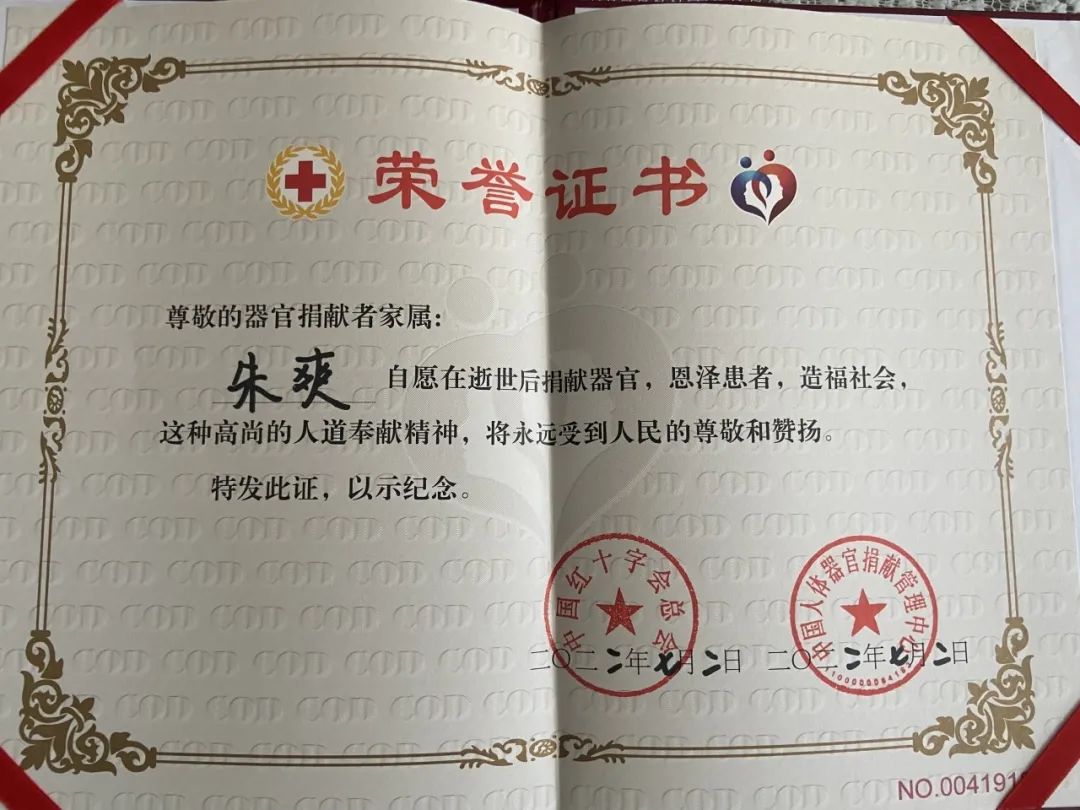 荣誉证书
尊敬的器官捐献者家属：
朱爽 自愿在逝世后捐献器官，恩泽患者，造福社会，
这种高尚的人道奉献精神，将永远受到人民的尊敬和赞扬。
特发此证，以示纪念。
中国红十字会总会
中国人体器官捐献管理中心
二〇二二年七月二日 二〇二二年七月二日
NO.004191